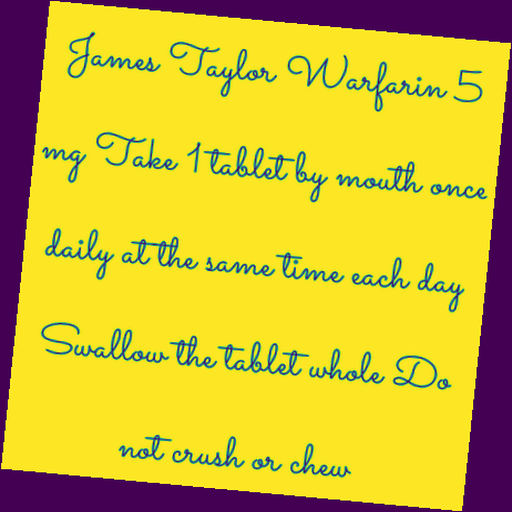 James Taylor Warfarin 5
mg Take 1 tablet by mouth once
daily at the same time each day
Swallow the tablet whole Do
not crush or chew